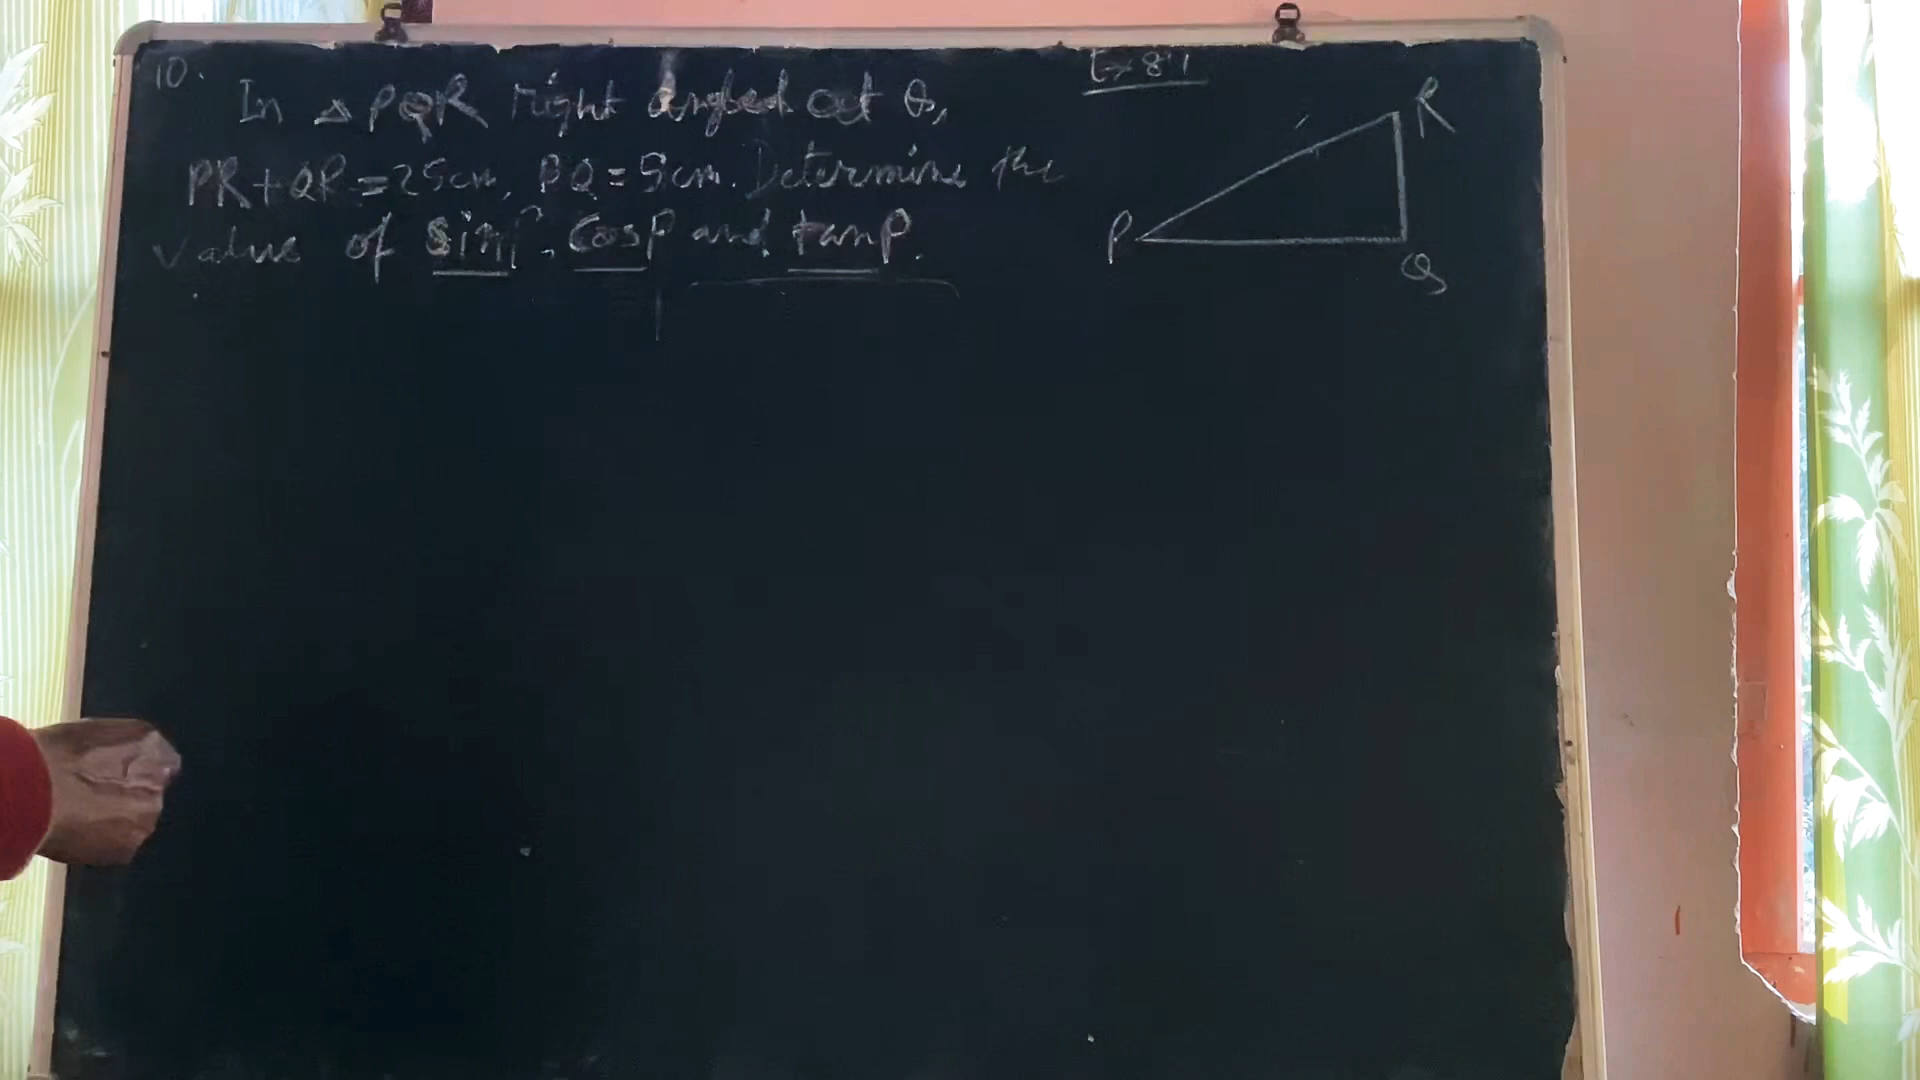 10.
Ex 8.1
In △ PQR right angled at Q,
PR+QR=25cm, PQ=5cm. Determine the
value of sinP, CosP and tanP.
R
P
Q